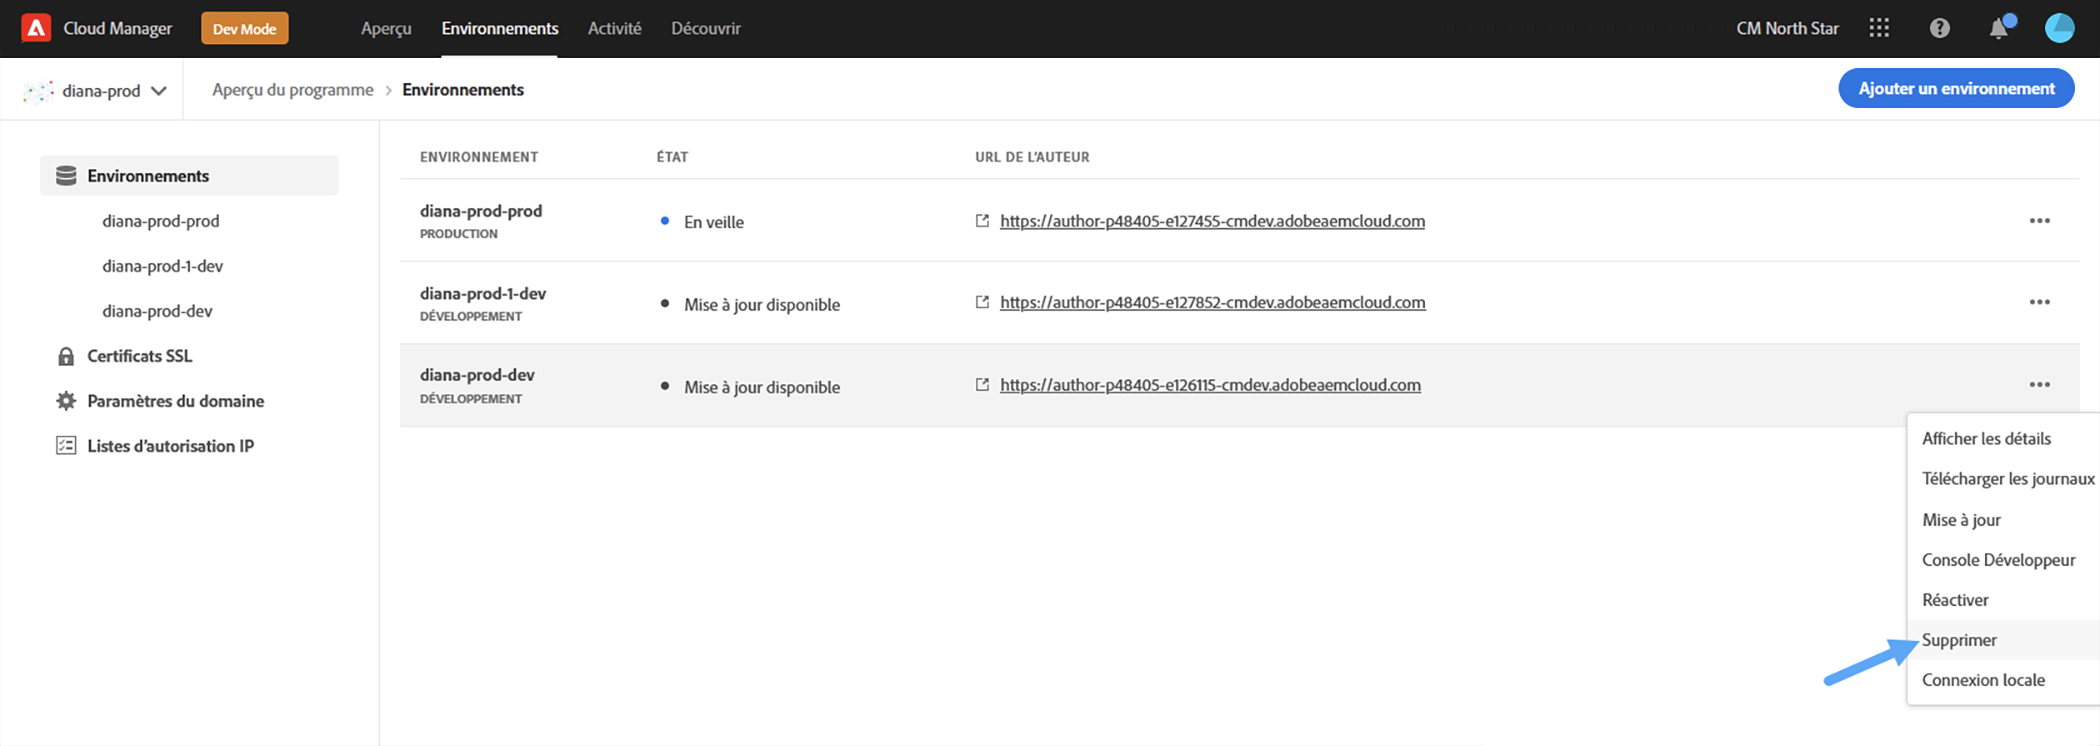 Cloud Manager Dev Mode Aperçu Environnements Activité Découvrir CM North Star
diana-prod Aperçu du programme > Environnements Ajouter un environnement
Environnements
diana-prod-prod
diana-prod-1-dev
diana-prod-dev
Certificats SSL
Paramètres du domaine
Listes d'autorisation IP
ENVIRONNEMENT ÉTAT URL DE L'AUTEUR
diana-prod-prod
PRODUCTION
En veille https://author-p48405-e127455-cmdev.adobeaemcloud.com
diana-prod-1-dev
DÉVELOPPEMENT
Mise à jour disponible https://author-p48405-e127852-cmdev.adobeaemcloud.com
diana-prod-dev
DÉVELOPPEMENT
Mise à jour disponible https://author-p48405-e126115-cmdev.adobeaemcloud.com
Afficher les détails
Télécharger les journaux
Mise à jour
Console Développeur
Réactiver
Supprimer
Connexion locale